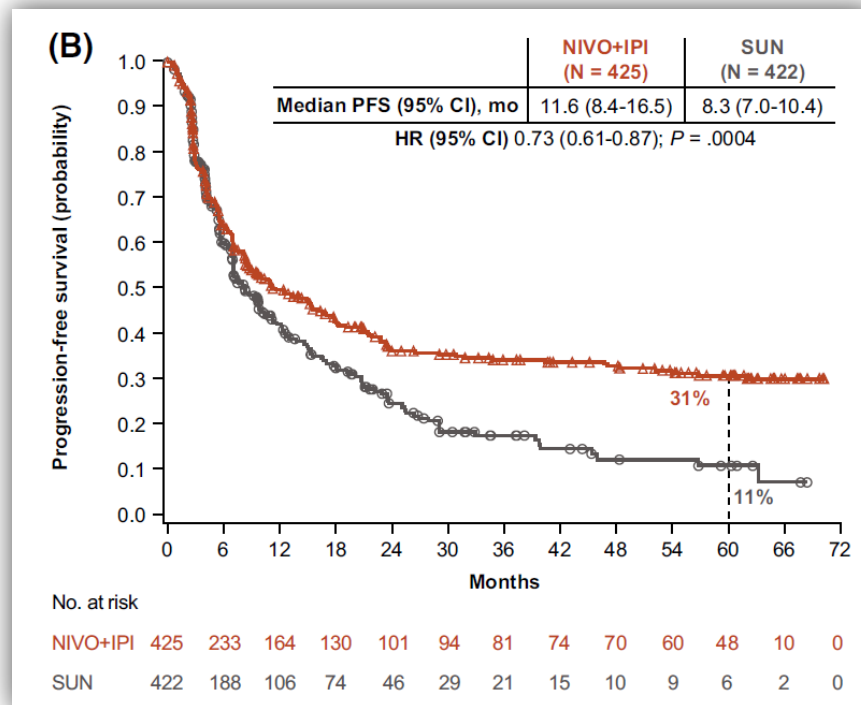 (B)
NIVO+IPI
(N = 425)
SUN
(N = 422)
Median PFS (95% CI), mo 11.6 (8.4-16.5) 8.3 (7.0-10.4)
HR (95% CI) 0.73 (0.61-0.87); P = .0004
Progression-free survival (probability)
1.0
0.9
0.8
0.7
0.6
0.5
0.4
0.3
0.2
0.1
0.0
31%
11%
0 6 12 18 24 30 36 42 48 54 60 66 72
Months
No. at risk
NIVO+IPI 425 233 164 130 101 94 81 74 70 60 48 10 0
SUN 422 188 106 74 46 29 21 15 10 9 6 2 0